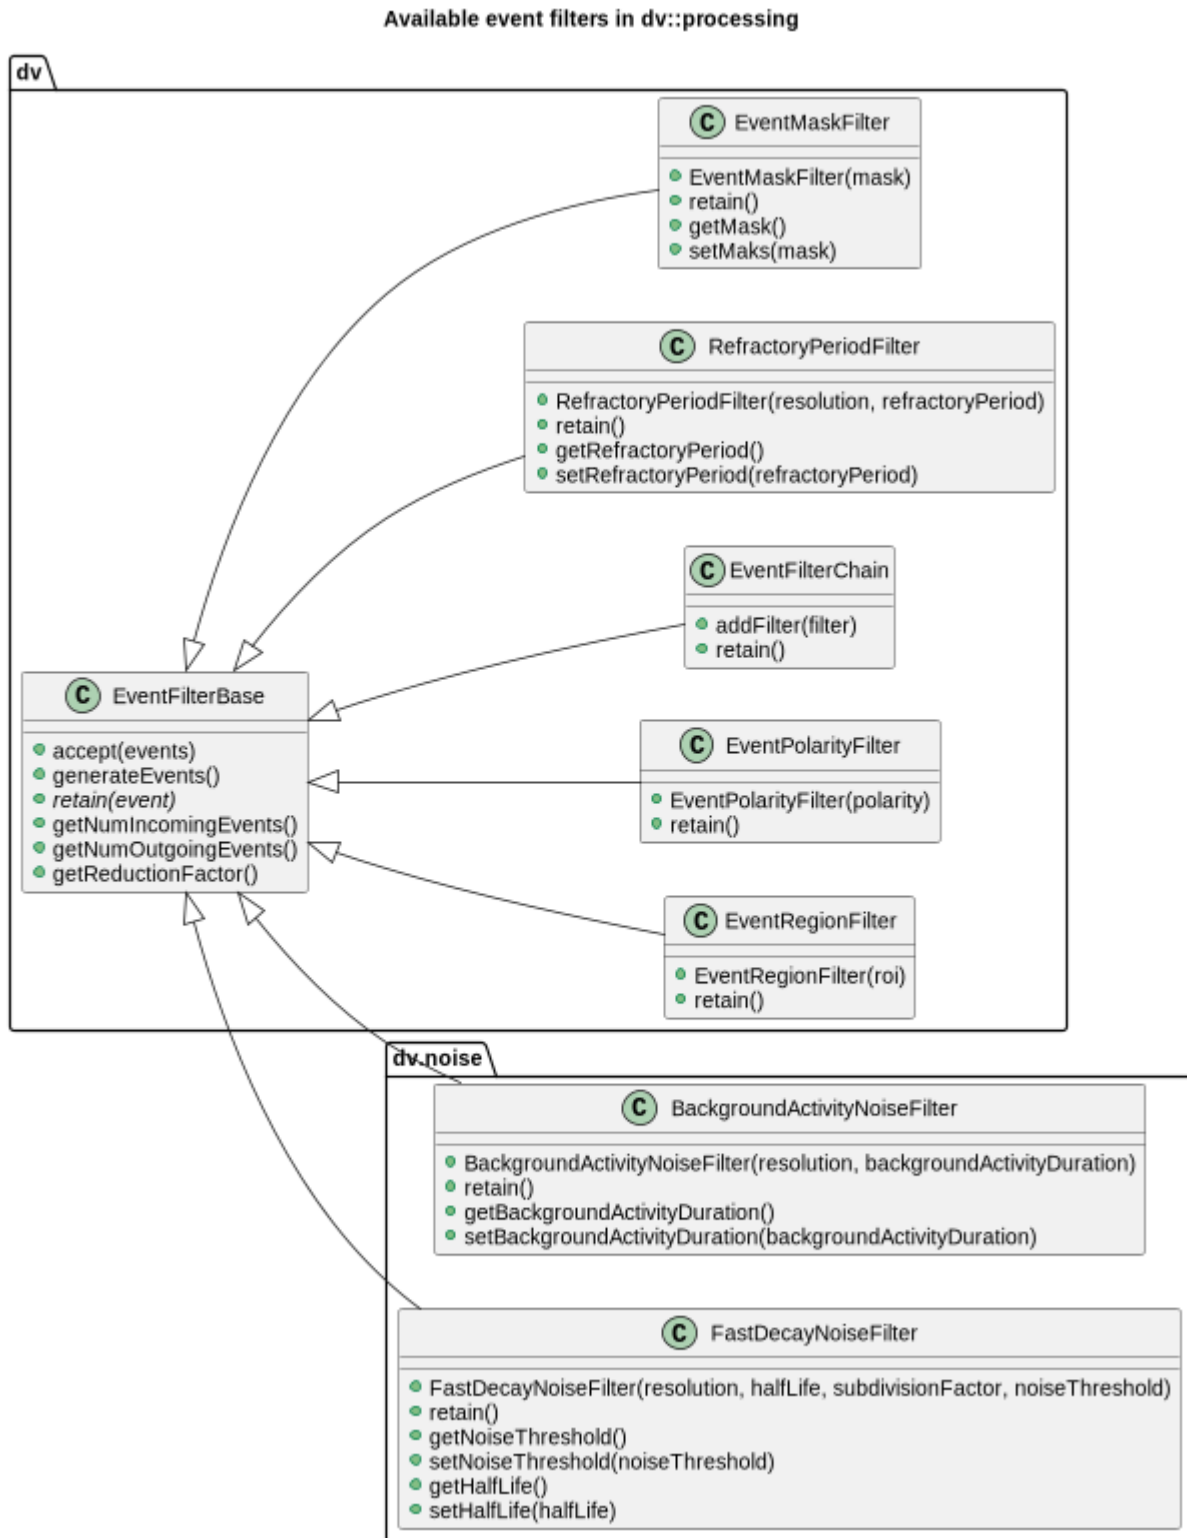 Available event filters in dv::processing
dv
C EventMaskFilter
EventMaskFilter(mask)
retain()
getMask()
setMaks(mask)
C RefractoryPeriodFilter
RefractoryPeriodFilter(resolution, refractoryPeriod)
retain()
getRefractoryPeriod()
setRefractoryPeriod(refractoryPeriod)
C EventFilterChain
addFilter(filter)
retain()
C EventFilterBase
accept(events)
generateEvents()
retain(event)
getNumIncomingEvents()
getNumOutgoingEvents()
getReductionFactor()
C EventPolarityFilter
EventPolarityFilter(polarity)
retain()
C EventRegionFilter
EventRegionFilter(roi)
retain()
dv.noise
C BackgroundActivityNoiseFilter
BackgroundActivityNoiseFilter(resolution, backgroundActivityDuration)
retain()
getBackgroundActivityDuration()
setBackgroundActivityDuration(backgroundActivityDuration)
C FastDecayNoiseFilter
FastDecayNoiseFilter(resolution, halfLife, subdivisionFactor, noiseThreshold)
retain()
getNoiseThreshold()
setNoiseThreshold(noiseThreshold)
getHalfLife()
setHalfLife(halfLife)